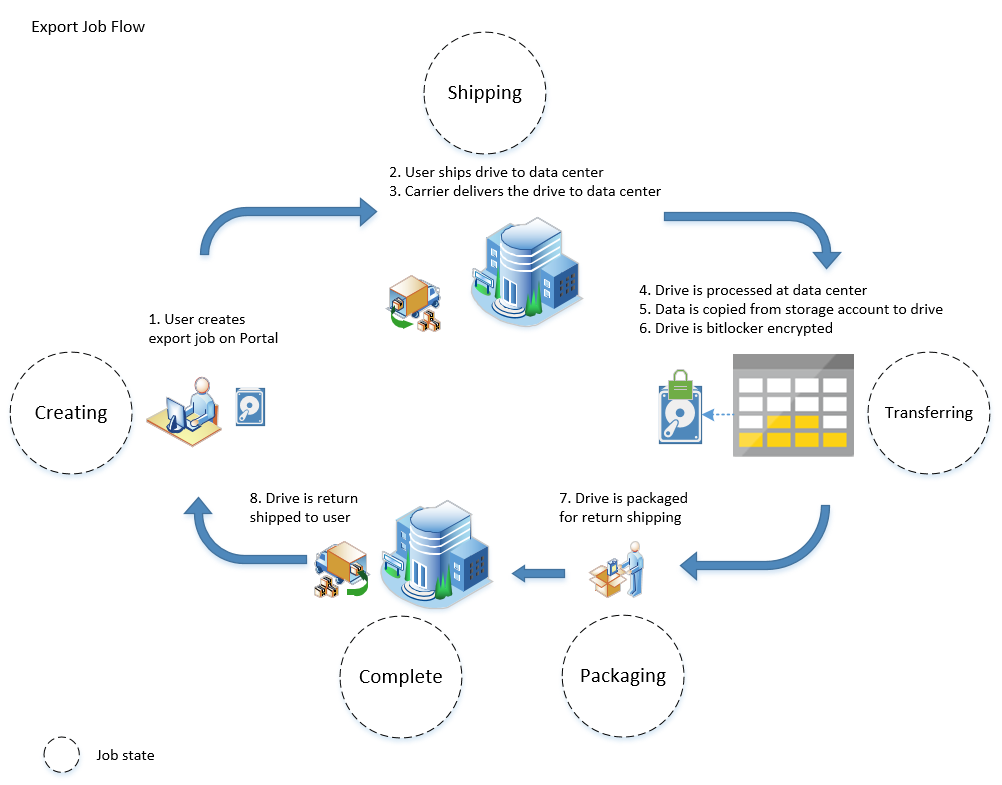 Export Job Flow
Shipping
2. User ships drive to data center
3. Carrier delivers the drive to data center
4. Drive is processed at data center
5. Data is copied from storage account to drive
6. Drive is bitlocker encrypted
1. User creates
export job on Portal
Creating
Transferring
8. Drive is return
shipped to user
7. Drive is packaged
for return shipping
Complete
Packaging
Job state